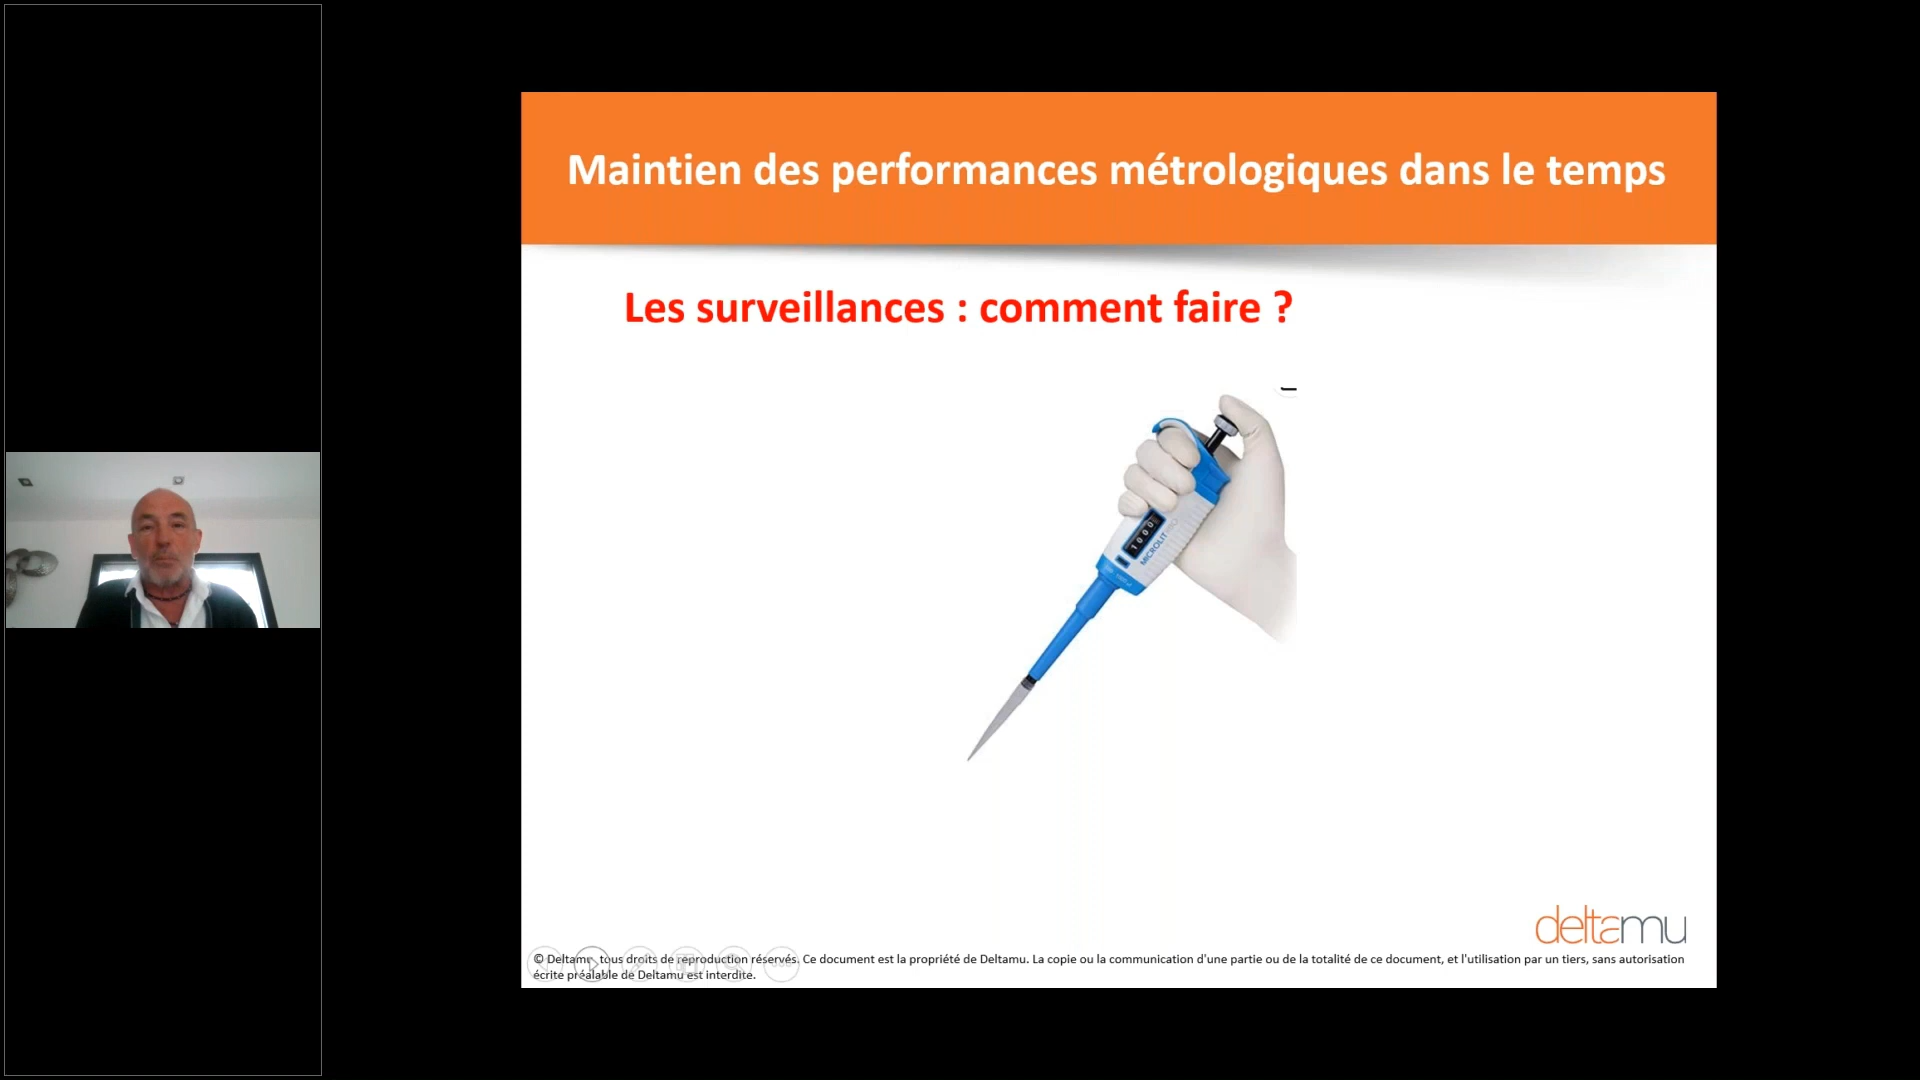 Maintien des performances métrologiques dans le temps
Les surveillances : comment faire ?
1000
MICROLIT
deltamu
© Deltamu, tous droits de reproduction réservés. Ce document est la propriété de Deltamu. La copie ou la communication d'une partie ou de la totalité de ce document, et l'utilisation par un tiers, sans autorisation
écrite préalable de Deltamu est interdite.